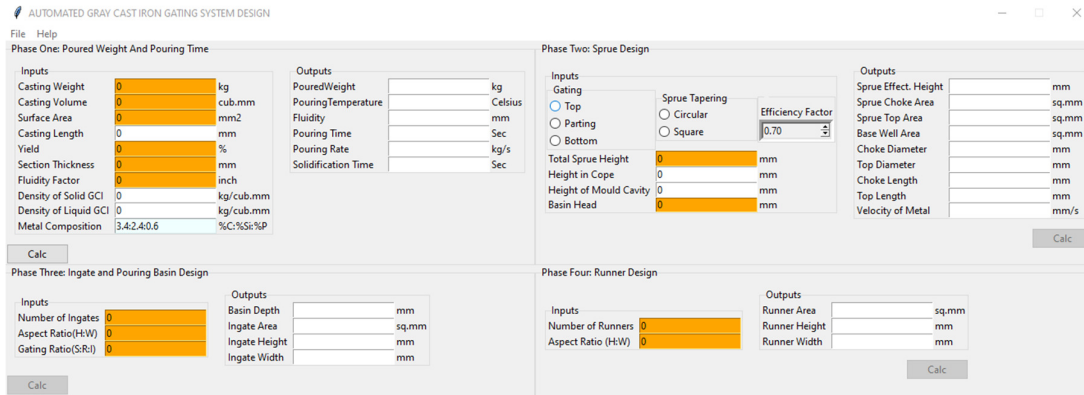 AUTOMATED GRAY CAST IRON GATING SYSTEM DESIGN
File Help
Phase One: Poured Weight And Pouring Time
Inputs
Casting Weight 0 kg
Casting Volume 0 cub.mm
Surface Area 0 mm2
Casting Length 0 mm
Yield 0 %
Section Thickness 0 mm
Fluidity Factor 0 inch
Density of Solid GCI 0 kg/cub.mm
Density of Liquid GCI 0 kg/cub.mm
Metal Composition 3.4:2.4:0.6 %C:%Si:%P
Calc
Outputs
PouredWeight kg
PouringTemperature Celsius
Fluidity mm
Pouring Time Sec
Pouring Rate kg/s
Solidification Time Sec
Phase Two: Sprue Design
Inputs
Gating
Top
Parting
Bottom
Sprue Tapering
Circular
Square
Efficiency Factor
0.70
Total Sprue Height 0 mm
Height in Cope 0 mm
Height of Mould Cavity 0 mm
Basin Head 0 mm
Outputs
Sprue Effect. Height mm
Sprue Choke Area sq.mm
Sprue Top Area sq.mm
Base Well Area sq.mm
Choke Diameter mm
Top Diameter mm
Choke Length mm
Top Length mm
Velocity of Metal mm/s
Calc
Phase Three: Ingate and Pouring Basin Design
Inputs
Number of Ingates 0
Aspect Ratio(H:W) 0
Gating Ratio(S:R:I) 0
Outputs
Basin Depth mm
Ingate Area sq.mm
Ingate Height mm
Ingate Width mm
Calc
Phase Four: Runner Design
Inputs
Number of Runners 0
Aspect Ratio (H:W) 0
Outputs
Runner Area sq.mm
Runner Height mm
Runner Width mm
Calc